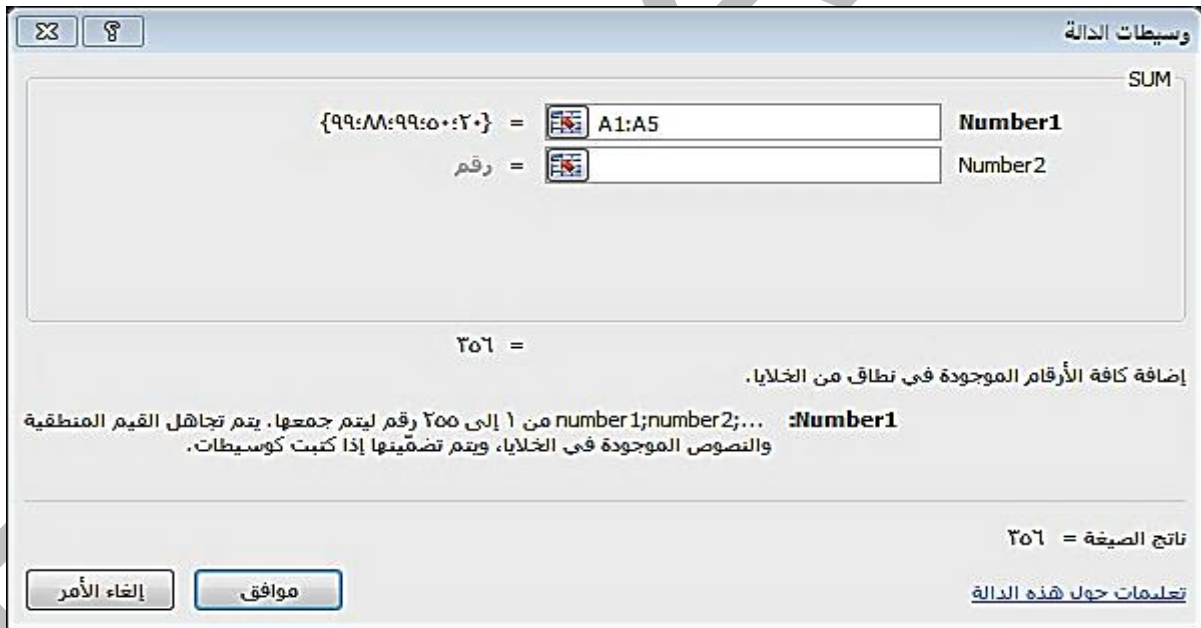 وسيطات الدالة
SUM
Number1 A1:A5 = {٢٠؛٥٠؛٩٩؛٨٨؛٩٩}
Number2 = رقم
= ٣٥٦
إضافة كافة الأرقام الموجودة في نطاق من الخلايا.
Number1: number1;number2;... من ١ إلى ٢٥٥ رقم ليتم جمعها. يتم تجاهل القيم المنطقية
والنصوص الموجودة في الخلايا، ويتم تضمّينها إذا كتبت كوسيطات.
ناتج الصيغة = ٣٥٦
تعليمات حول هذه الدالة
موافق
إلغاء الأمر